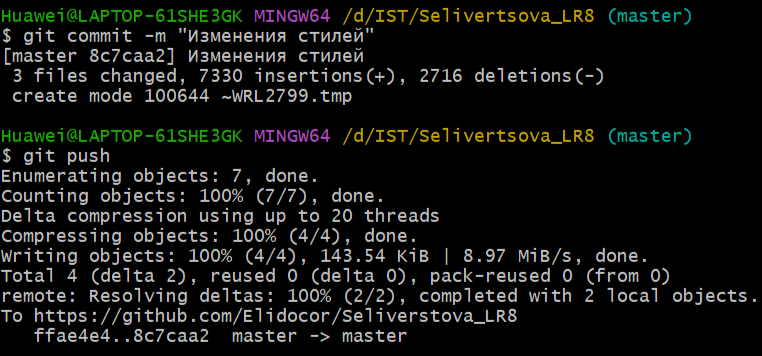 Huawei@LAPTOP-61SHE3GK MINGW64 /d/IST/Selivertsova_LR8 (master)
$ git commit -m "Изменения стилей"
[master 8c7caa2] Изменения стилей
 3 files changed, 7330 insertions(+), 2716 deletions(-)
 create mode 100644 ~WRL2799.tmp

Huawei@LAPTOP-61SHE3GK MINGW64 /d/IST/Selivertsova_LR8 (master)
$ git push
Enumerating objects: 7, done.
Counting objects: 100% (7/7), done.
Delta compression using up to 20 threads
Compressing objects: 100% (4/4), done.
Writing objects: 100% (4/4), 143.54 KiB | 8.97 MiB/s, done.
Total 4 (delta 2), reused 0 (delta 0), pack-reused 0 (from 0)
remote: Resolving deltas: 100% (2/2), completed with 2 local objects.
To https://github.com/Elidocor/Seliverstova_LR8
   ffae4e4..8c7caa2  master -> master